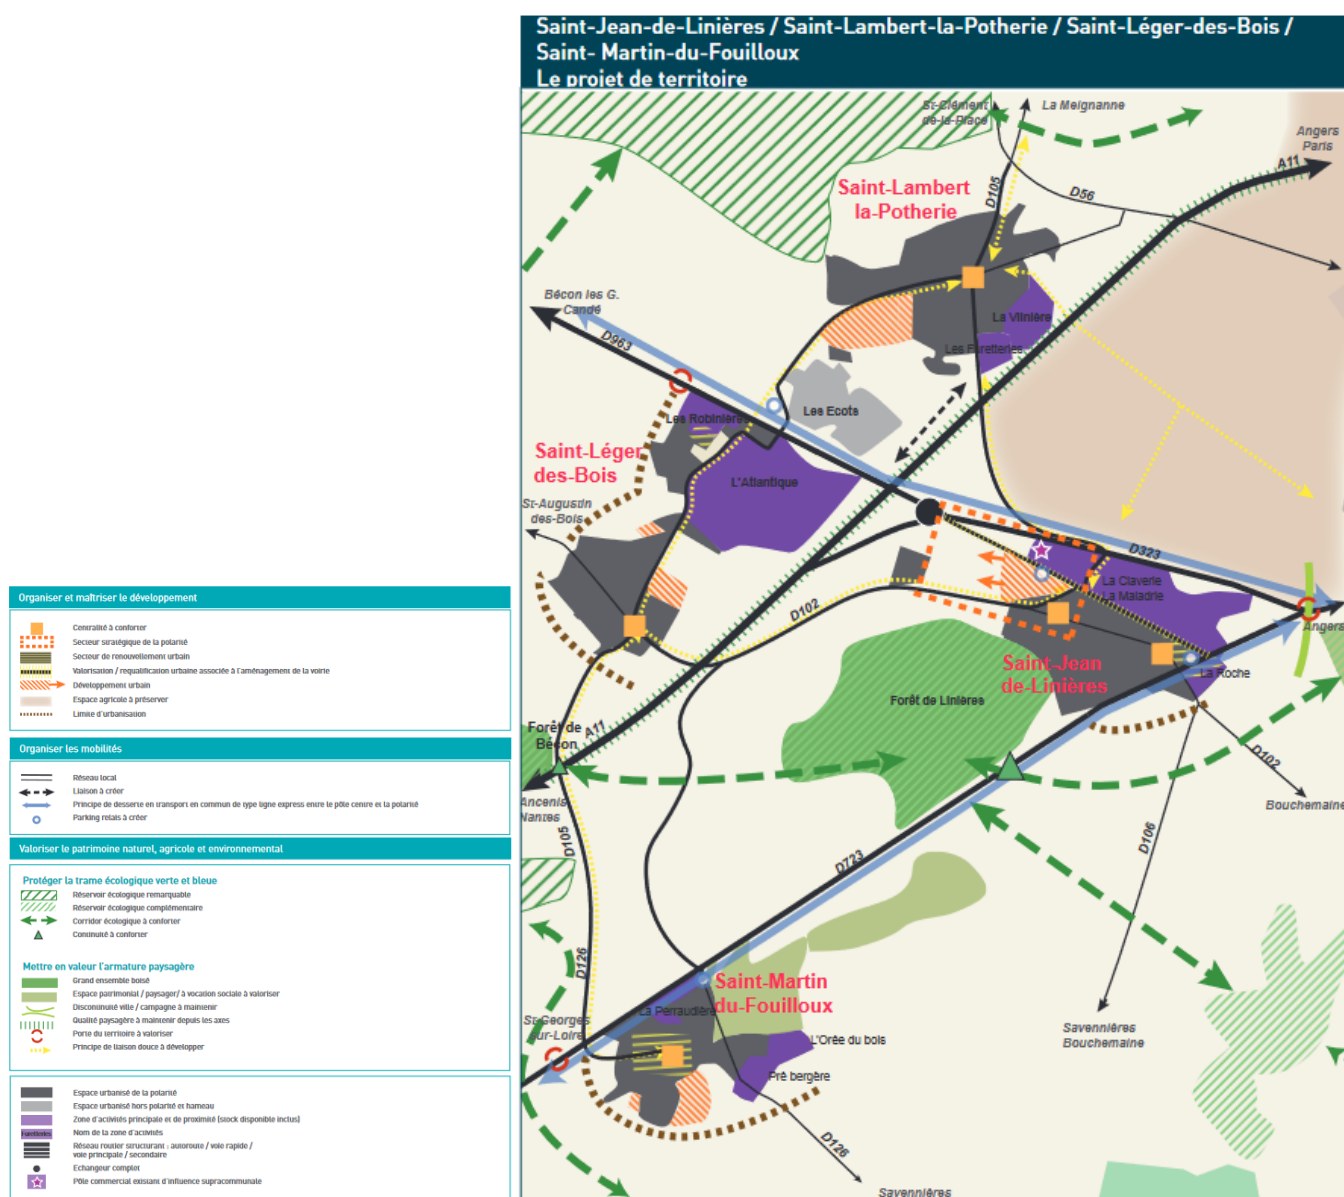 Saint-Jean-de-Linières / Saint-Lambert-la-Potherie / Saint-Léger-des-Bois /
Saint- Martin-du-Fouilloux
Le projet de territoire
St-Clément
de-la-Place
La Meignanne
Angers
Paris
A11
D105
D56
Saint-Lambert
la-Potherie
Bécon les G.
Candé
D963
La Vilnière
Les Faretteries
Les Ecots
Les Robinières
Saint-Léger
des-Bois
L'Atlantique
St-Augustin
des-Bois
D323
La Claverie
La Maladrie
D102
Angers
Saint-Jean
de-Linières
La Roche
Forêt de Linières
Forêt de
Bécon
A11
D102
Ancenis
Nantes
Bouchemaine
D105
D106
D723
D126
Saint-Martin
du-Fouilloux
La Perraudière
St-Georges
sur-Loire
L'Orée du bois
Savennières
Bouchemaine
Pré bergère
D126
Savennières
Organiser et maîtriser le développement
Centralité à conforter
Secteur stratégique de la polarité
Secteur de renouvellement urbain
Valorisation / requalification urbaine associée à l'aménagement de la voirie
Développement urbain
Espace agricole à préserver
Limite d'urbanisation
Organiser les mobilités
Réseau local
Liaison à créer
Principe de desserte en transport en commun de type ligne express entre le pôle centre et la polarité
Parking relais à créer
Valoriser le patrimoine naturel, agricole et environnemental
Protéger la trame écologique verte et bleue
Réservoir écologique remarquable
Réservoir écologique complémentaire
Corridor écologique à conforter
Continuité à conforter
Mettre en valeur l'armature paysagère
Grand ensemble boisé
Espace patrimonial / paysager/ à vocation sociale à valoriser
Discontinuité ville / campagne à maintenir
Qualité paysagère à maintenir depuis les axes
Porte du territoire à valoriser
Principe de liaison douce à développer
Espace urbanisé de la polarité
Espace urbanisé hors polarité et hameau
Zone d'activités principale et de proximité (stock disponible inclus)
Nom de la zone d'activités
Réseau routier structurant : autoroute / voie rapide /
voie principale / secondaire
Echangeur complet
Pôle commercial existant d'influence supracommunale